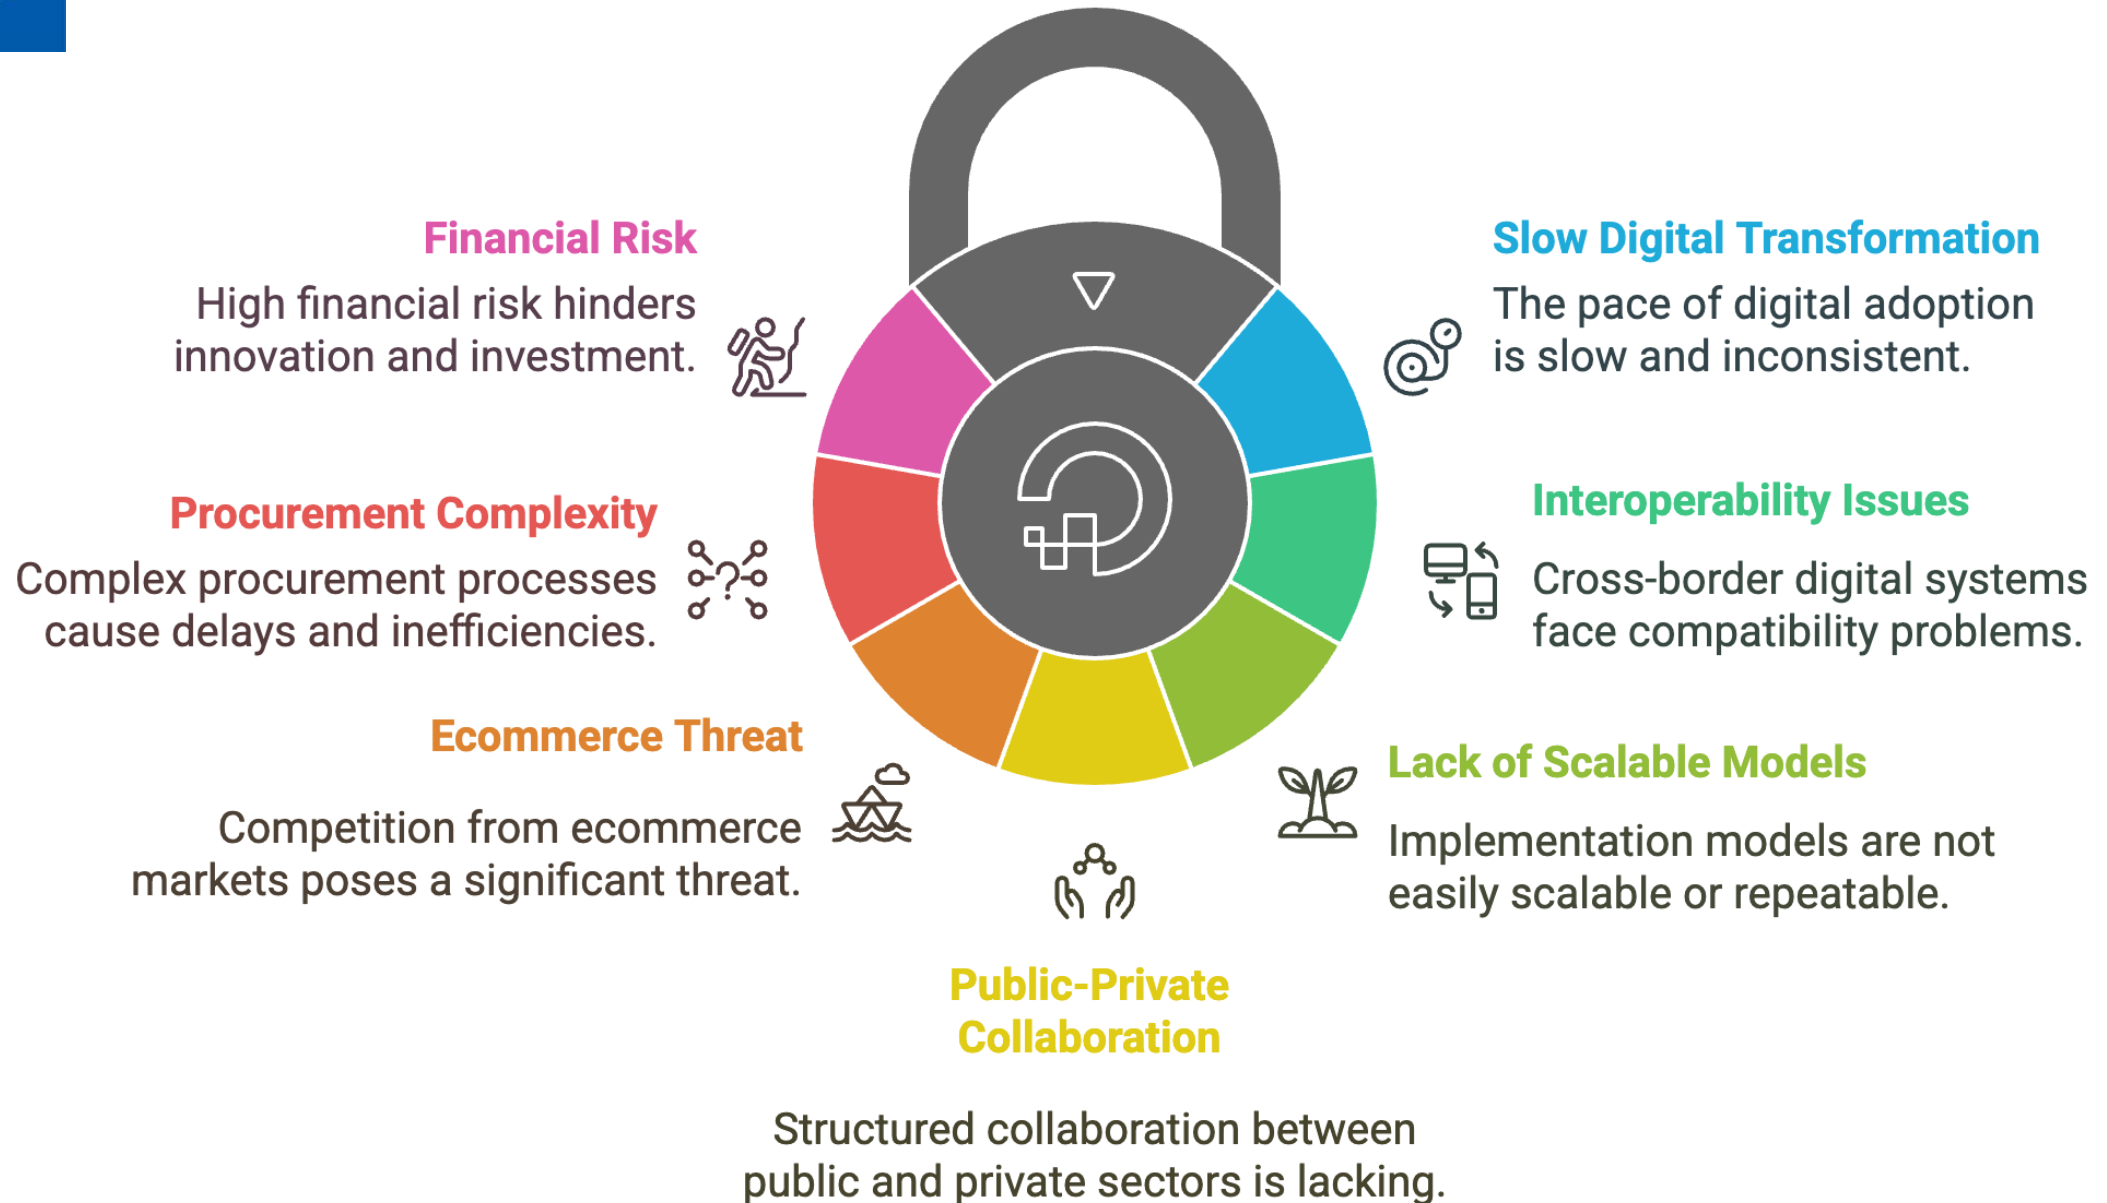 Financial Risk
High financial risk hinders
innovation and investment.
Slow Digital Transformation
The pace of digital adoption
is slow and inconsistent.
Procurement Complexity
Complex procurement processes
cause delays and inefficiencies.
Interoperability Issues
Cross-border digital systems
face compatibility problems.
Ecommerce Threat
Competition from ecommerce
markets poses a significant threat.
Lack of Scalable Models
Implementation models are not
easily scalable or repeatable.
Public-Private
Collaboration
Structured collaboration between
public and private sectors is lacking.